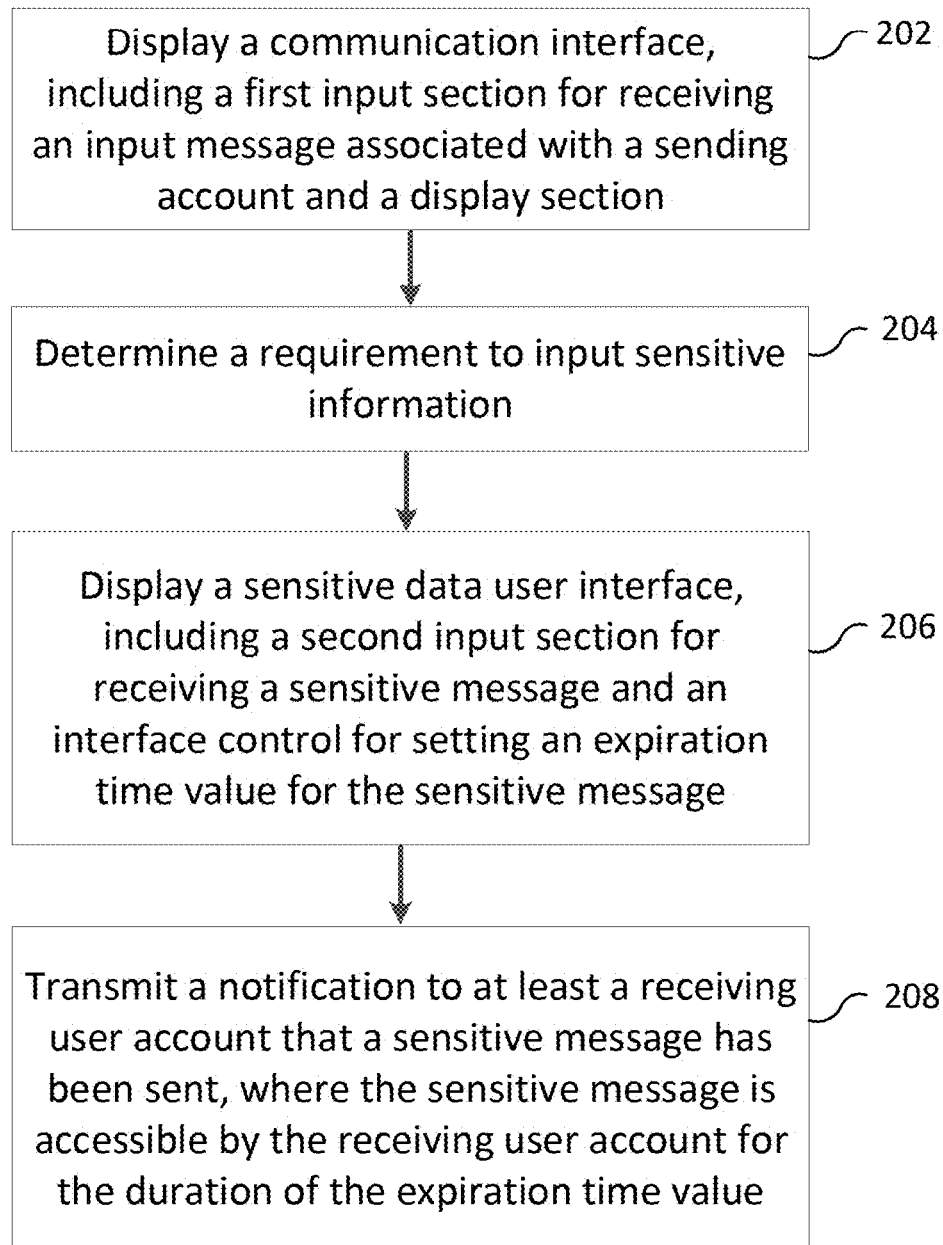 Display a communication interface,
including a first input section for receiving
an input message associated with a sending
account and a display section
202
Determine a requirement to input sensitive
information
204
Display a sensitive data user interface,
including a second input section for
receiving a sensitive message and an
interface control for setting an expiration
time value for the sensitive message
206
Transmit a notification to at least a receiving
user account that a sensitive message has
been sent, where the sensitive message is
accessible by the receiving user account for
the duration of the expiration time value
208